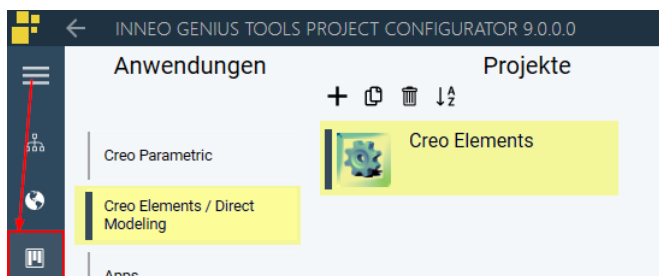 INNEO GENIUS TOOLS PROJECT CONFIGURATOR 9.0.0.0
Anwendungen
Projekte
Creo Elements
Creo Parametric
Creo Elements / Direct
Modeling
Apps